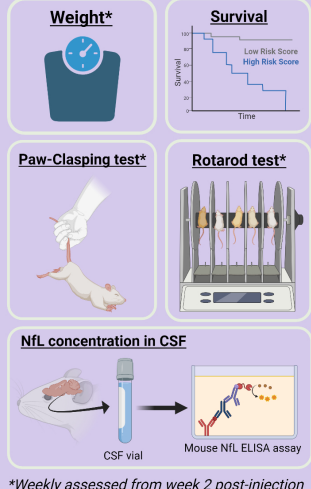 Weight*
Survival
100
80
60
40
20
0
Survival
Low Risk Score
High Risk Score
Time
Paw-Clasping test*
Rotarod test*
NfL concentration in CSF
CSF vial
Mouse NfL ELISA assay
*Weekly assessed from week 2 post-injection